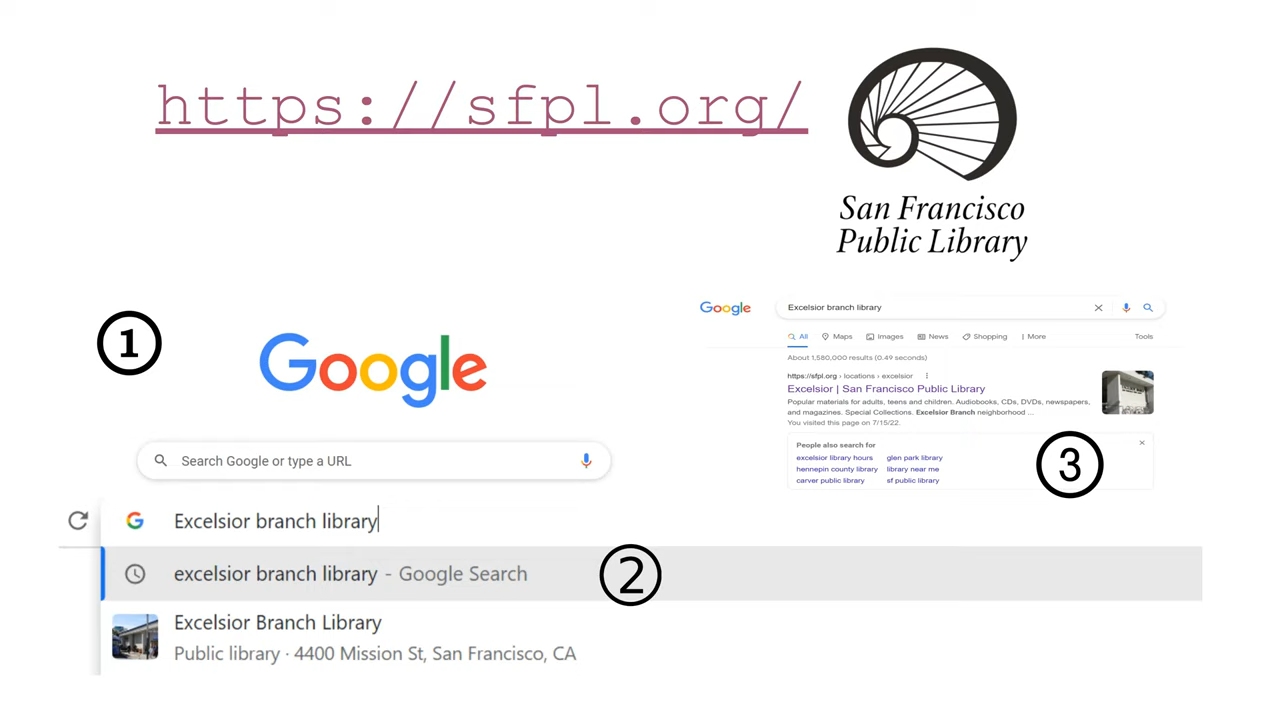 https://sfpl.org/
San Francisco
Public Library
1
Google
Search Google or type a URL
Excelsior branch library
excelsior branch library - Google Search
2
Excelsior Branch Library
Public library · 4400 Mission St, San Francisco, CA
Google
Excelsior branch library
All Maps Images News Shopping More Tools
About 1,580,000 results (0.49 seconds)
https://sfpl.org › locations › excelsior
Excelsior | San Francisco Public Library
Popular materials for adults, teens and children. Audiobooks, CDs, DVDs, newspapers,
and magazines. Special Collections. Excelsior Branch neighborhood ...
You visited this page on 7/15/22.
People also search for
excelsior library hours glen park library
hennepin county library library near me
carver public library sf public library
3